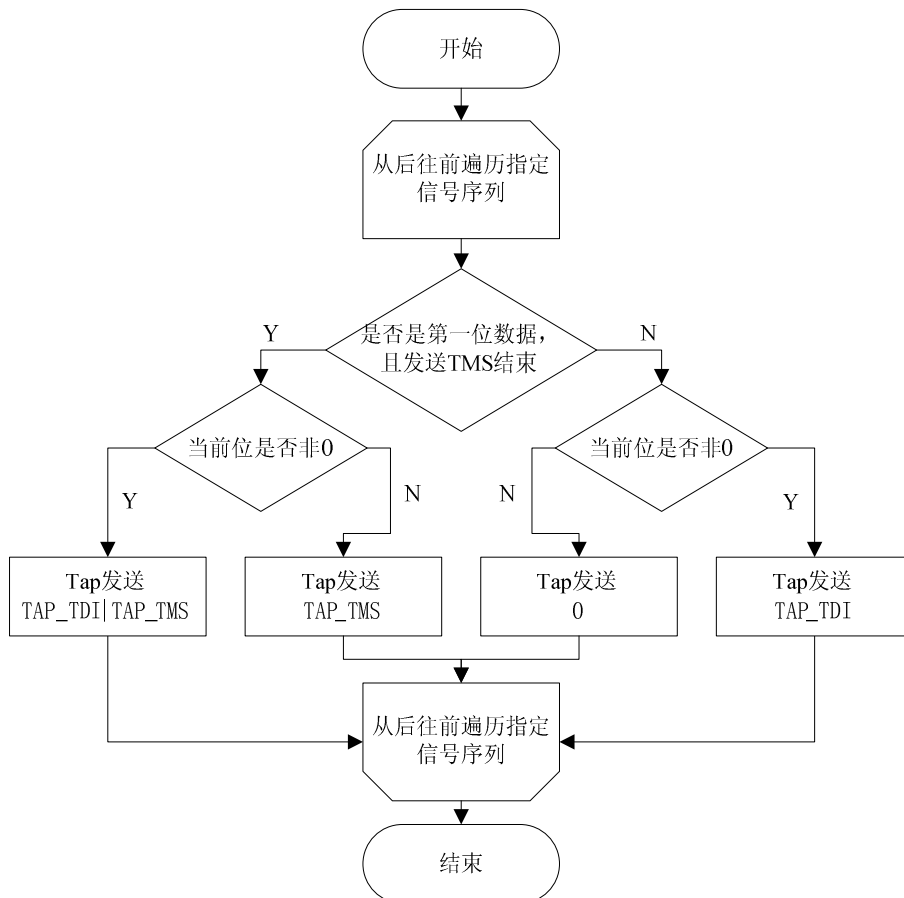 开始
从后往前遍历指定
信号序列
Y
是否是第一位数据，
且发送TMS结束
N
当前位是否非0
当前位是否非0
Y
N
N
Y
Tap发送
TAP_TDI|TAP_TMS
Tap发送
TAP_TMS
Tap发送
0
Tap发送
TAP_TDI
从后往前遍历指定
信号序列
结束